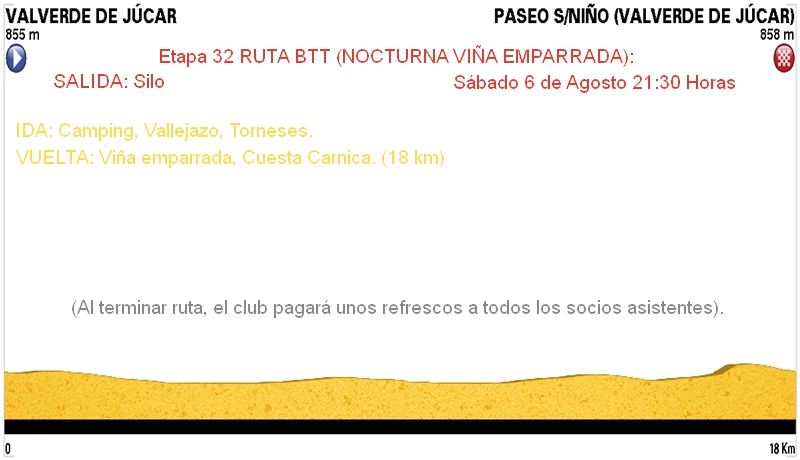 VALVERDE DE JÚCAR
PASEO S/NIÑO (VALVERDE DE JÚCAR)
855 m
858 m
Etapa 32 RUTA BTT (NOCTURNA VIÑA EMPARRADA):
SALIDA: Silo
Sábado 6 de Agosto 21:30 Horas
IDA: Camping, Vallejazo, Torneses.
VUELTA: Viña emparrada, Cuesta Carnica. (18 km)
(Al terminar ruta, el club pagará unos refrescos a todos los socios asistentes).
0
18 Km